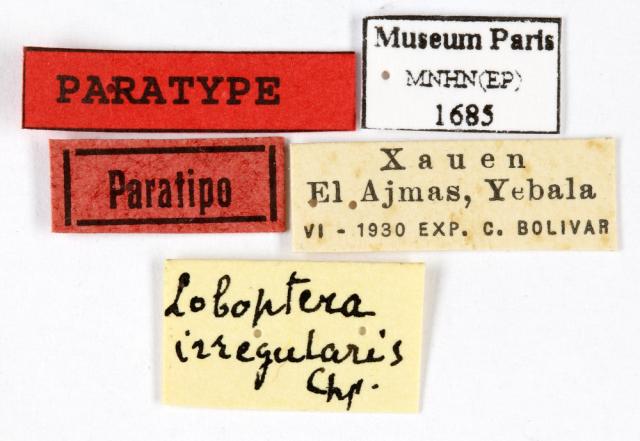 PARATYPE
Museum Paris
MNHN(EP)
1685
Paratipo
Xauen
El Ajmas, Yebala
VI - 1930 EXP. C. BOLIVAR
Loboptera
irregularis
Chp.